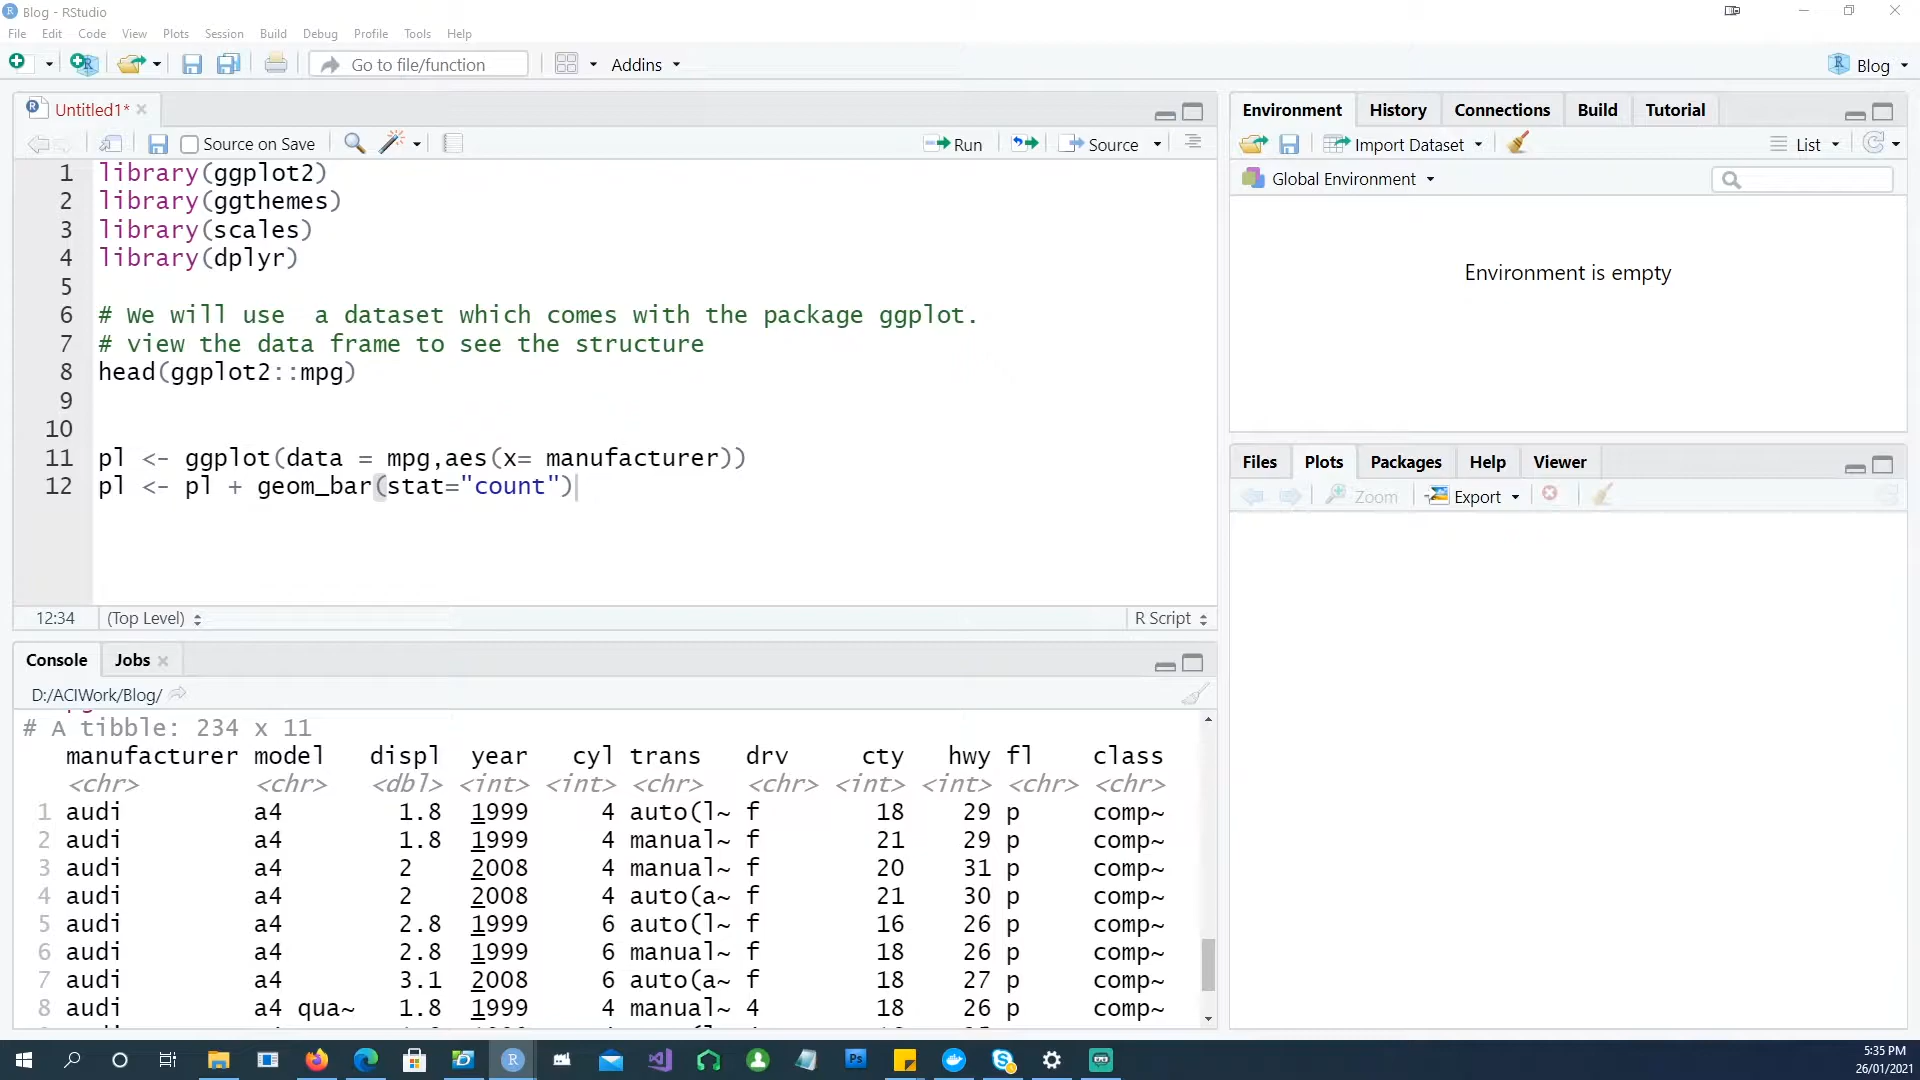 Blog - RStudio
File Edit Code View Plots Session Build Debug Profile Tools Help
Go to file/function Addins Blog
Untitled1*
Source on Save Run Source
1 library(ggplot2)
2 library(ggthemes)
3 library(scales)
4 library(dplyr)
5
6 # We will use  a dataset which comes with the package ggplot.
7 # view the data frame to see the structure
8 head(ggplot2::mpg)
9
10
11 pl <- ggplot(data = mpg,aes(x= manufacturer))
12 pl <- pl + geom_bar(stat="count")
12:34 (Top Level) R Script
Console Jobs
D:/ACIWork/Blog/
# A tibble: 234 x 11
manufacturer model displ year cyl trans drv cty hwy fl class
<chr> <chr> <dbl> <int> <int> <chr> <chr> <int> <int> <chr> <chr>
1 audi a4 1.8 1999 4 auto(l~ f 18 29 p comp~
2 audi a4 1.8 1999 4 manual~ f 21 29 p comp~
3 audi a4 2 2008 4 manual~ f 20 31 p comp~
4 audi a4 2 2008 4 auto(a~ f 21 30 p comp~
5 audi a4 2.8 1999 6 auto(l~ f 16 26 p comp~
6 audi a4 2.8 1999 6 manual~ f 18 26 p comp~
7 audi a4 3.1 2008 6 auto(a~ f 18 27 p comp~
8 audi a4 qua~ 1.8 1999 4 manual~ 4 18 26 p comp~
Environment History Connections Build Tutorial
Import Dataset List
Global Environment
Environment is empty
Files Plots Packages Help Viewer
Zoom Export
5:35 PM
26/01/2021